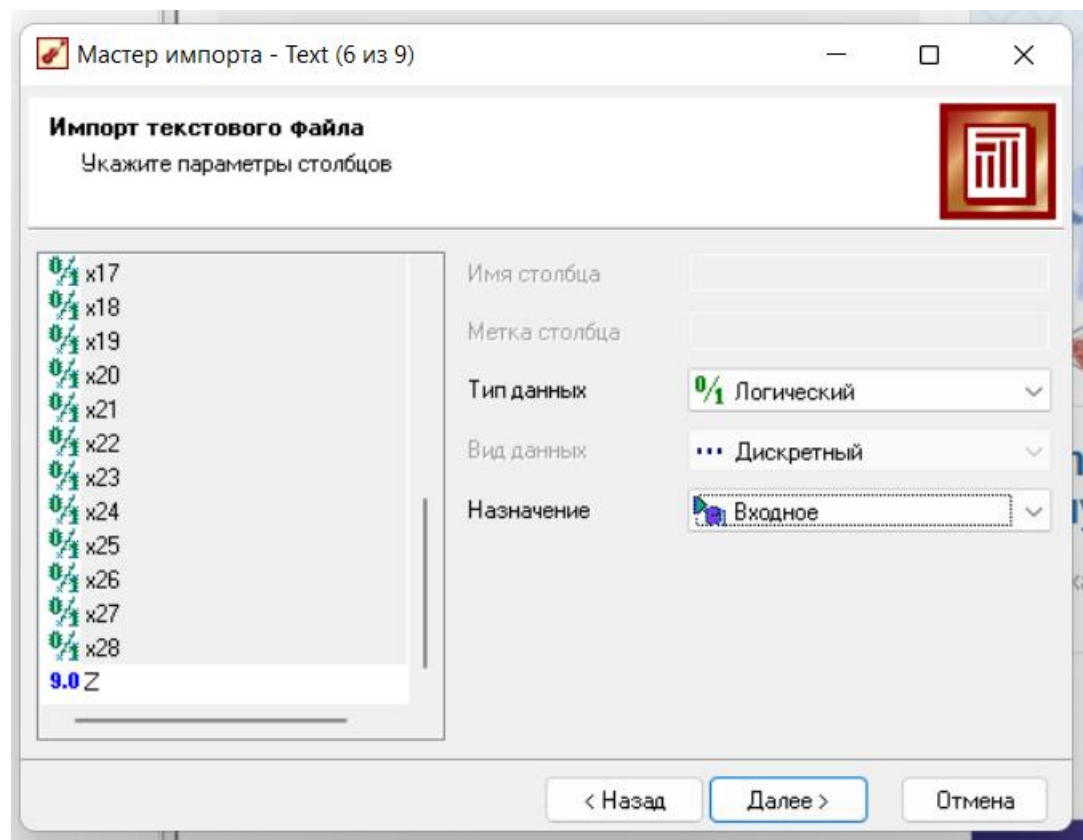 Мастер импорта - Text (6 из 9)
Импорт текстового файла
Укажите параметры столбцов
x17
x18
x19
x20
x21
x22
x23
x24
x25
x26
x27
x28
9.0 Z
Имя столбца
Метка столбца
Тип данных
0/1 Логический
Вид данных
Дискретный
Назначение
Входное
< Назад
Далее >
Отмена